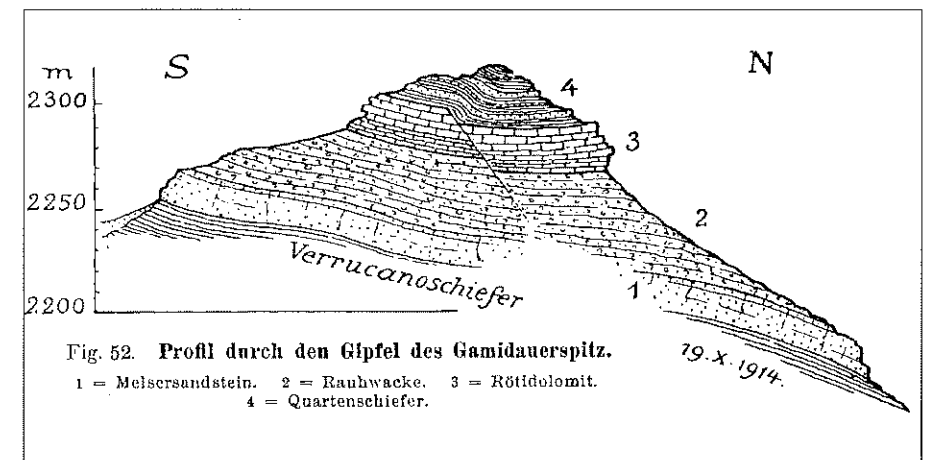 m
S
N
2300
2250
2200
4
3
2
1
Verrucanoschiefer
19.X.1914.
Fig. 52. Profil durch den Gipfel des Gamidauerspitz.
1 = Melsersandstein. 2 = Rauhwacke. 3 = Rötidolomit.
4 = Quartenschiefer.